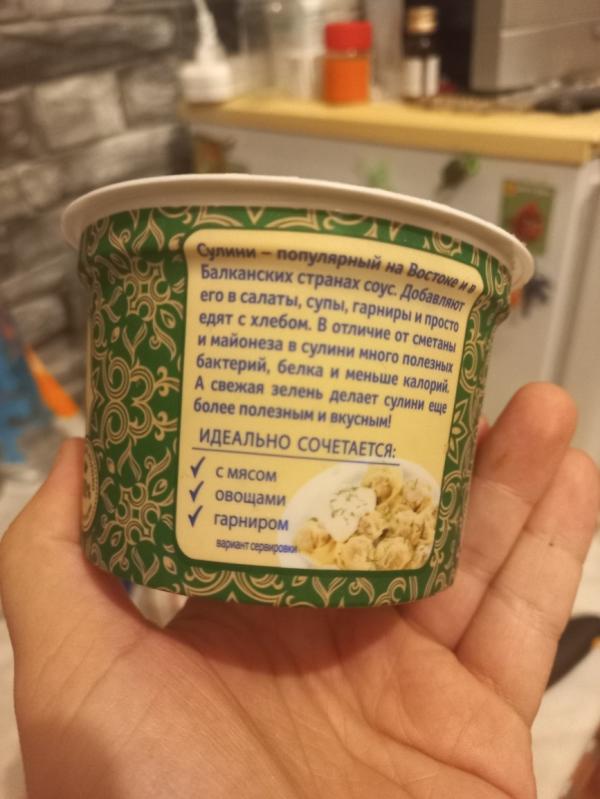 Сулини – популярный на Востоке и в
Балканских странах соус. Добавляют
его в салаты, супы, гарниры и просто
едят с хлебом. В отличие от сметаны
и майонеза в сулини много полезных
бактерий, белка и меньше калорий.
А свежая зелень делает сулини еще
более полезным и вкусным!
ИДЕАЛЬНО СОЧЕТАЕТСЯ:
✓ с мясом
✓ овощами
✓ гарниром
вариант сервировки